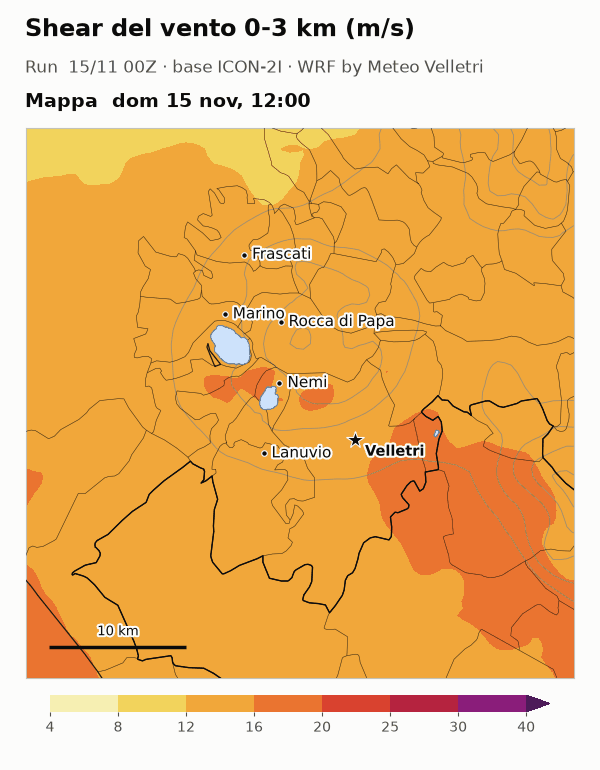 Shear del vento 0-3 km (m/s)
Run  15/11 00Z · base ICON-2I · WRF by Meteo Velletri
Mappa  dom 15 nov, 12:00
Frascati
Marino
Rocca di Papa
Nemi
Velletri
Lanuvio
10 km
4 8 12 16 20 25 30 40